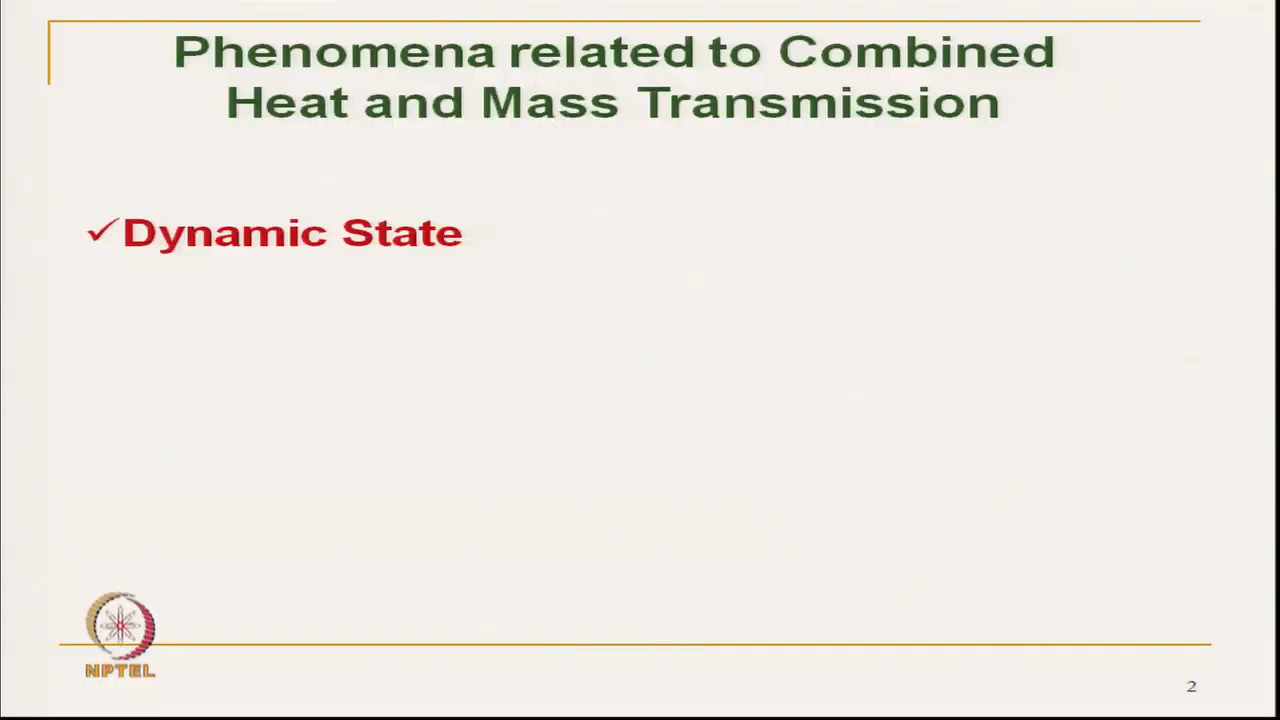 Phenomena related to Combined
Heat and Mass Transmission
✓Dynamic State
NPTEL
2